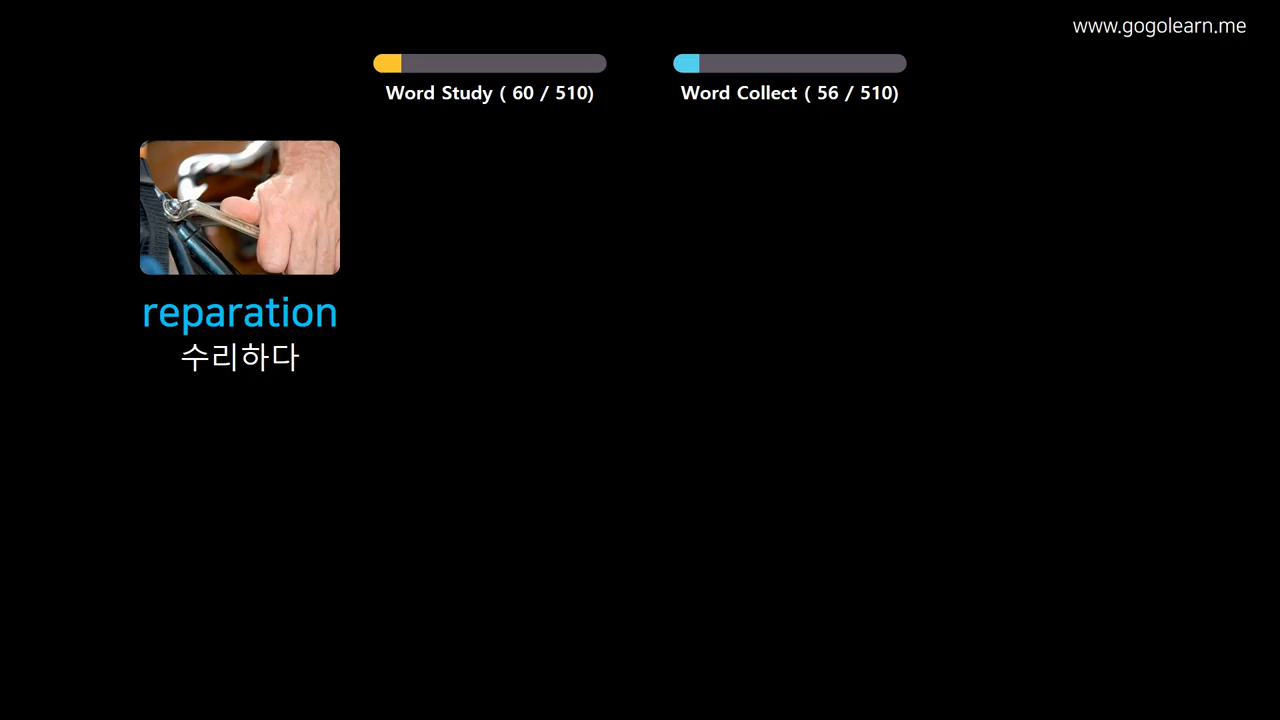 www.gogolearn.me
Word Study ( 60 / 510)
Word Collect ( 56 / 510)
reparation
수리하다